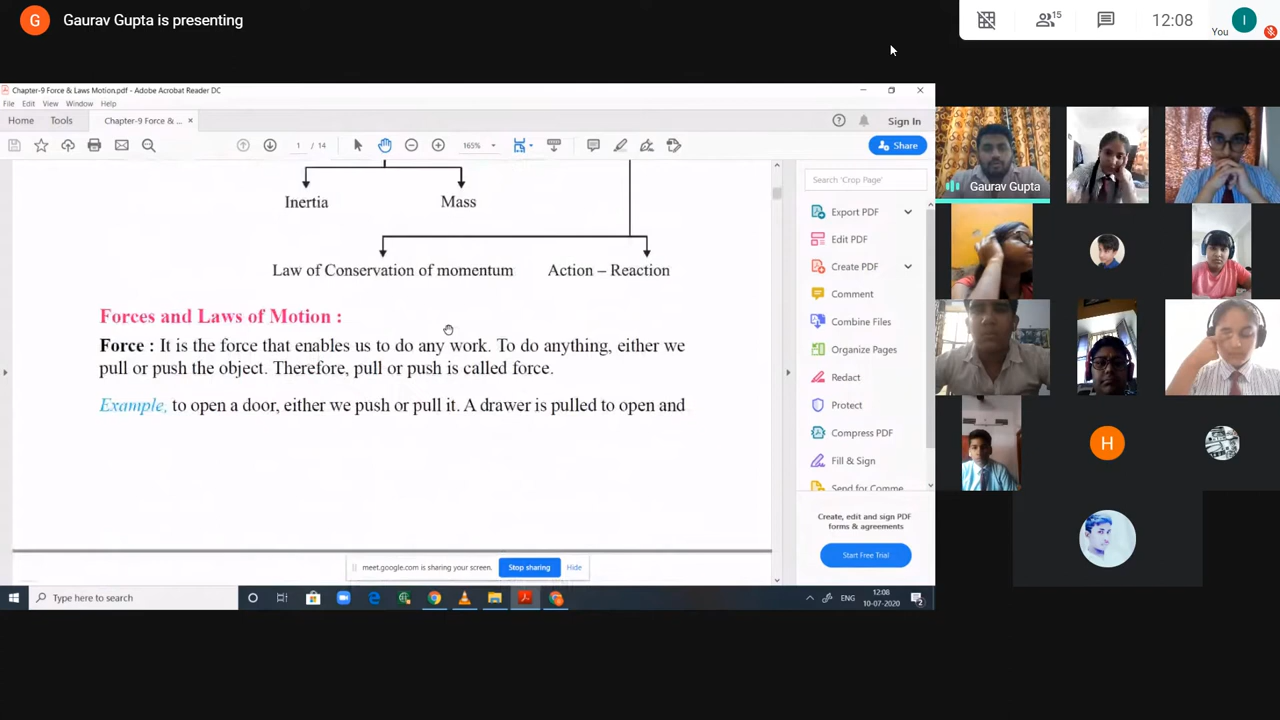 G Gaurav Gupta is presenting
15
12:08
You I
Chapter-9 Force & Laws Motion.pdf - Adobe Acrobat Reader DC
File Edit View Window Help
Home Tools Chapter-9 Force & ... × Sign In
1 / 14 165% Share
Inertia Mass
Law of Conservation of momentum Action – Reaction
Forces and Laws of Motion :
Force : It is the force that enables us to do any work. To do anything, either we
pull or push the object. Therefore, pull or push is called force.
Example, to open a door, either we push or pull it. A drawer is pulled to open and
Search 'Crop Page'
Export PDF
Edit PDF
Create PDF
Comment
Combine Files
Organize Pages
Redact
Protect
Compress PDF
Fill & Sign
Send for Comme
Create, edit and sign PDF
forms & agreements
Start Free Trial
meet.google.com is sharing your screen. Stop sharing Hide
Type here to search
ENG
12:08
10-07-2020
2
Gaurav Gupta
H